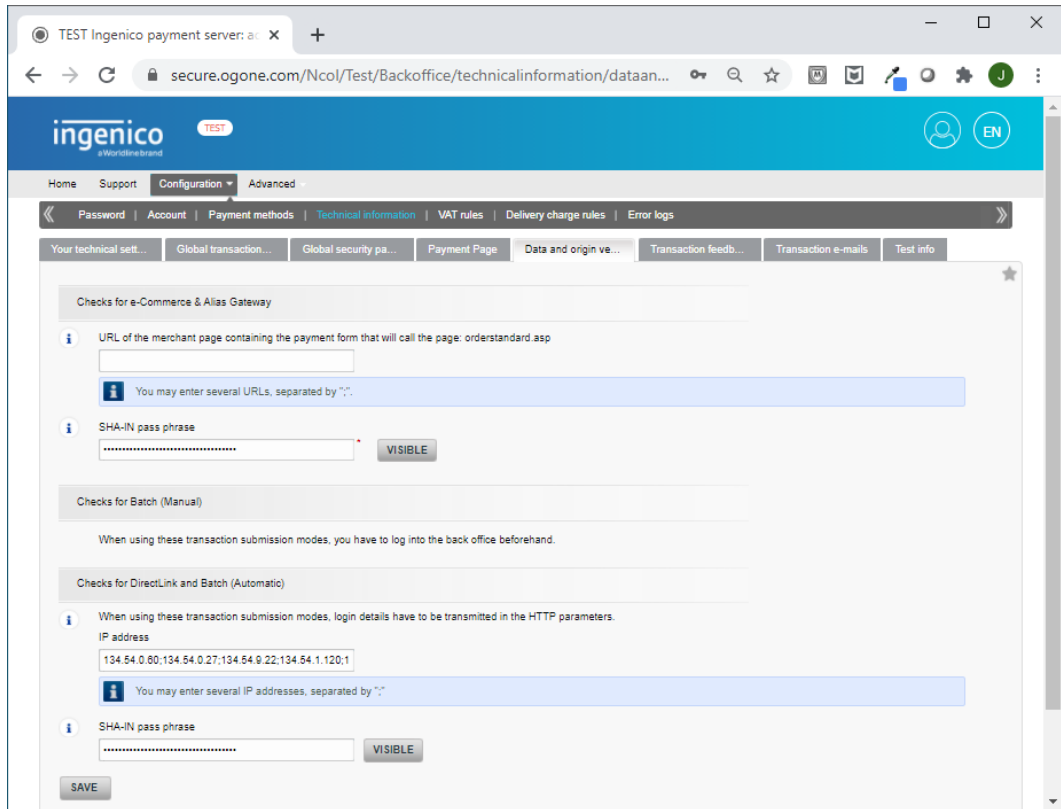 TEST Ingenico payment server: ac
secure.ogone.com/Ncol/Test/Backoffice/technicalinformation/dataan...
J
ingenico
a Worldline brand
TEST
EN
Home Support Configuration Advanced
Password | Account | Payment methods | Technical information | VAT rules | Delivery charge rules | Error logs
Your technical sett... Global transaction... Global security pa... Payment Page Data and origin ve... Transaction feedb... Transaction e-mails Test info
Checks for e-Commerce & Alias Gateway
URL of the merchant page containing the payment form that will call the page: orderstandard.asp
You may enter several URLs, separated by ";".
SHA-IN pass phrase
* VISIBLE
Checks for Batch (Manual)
When using these transaction submission modes, you have to log into the back office beforehand.
Checks for DirectLink and Batch (Automatic)
When using these transaction submission modes, login details have to be transmitted in the HTTP parameters.
IP address
134.54.0.60;134.54.0.27;134.54.9.22;134.54.1.120;1
You may enter several IP addresses, separated by ";"
SHA-IN pass phrase
VISIBLE
SAVE